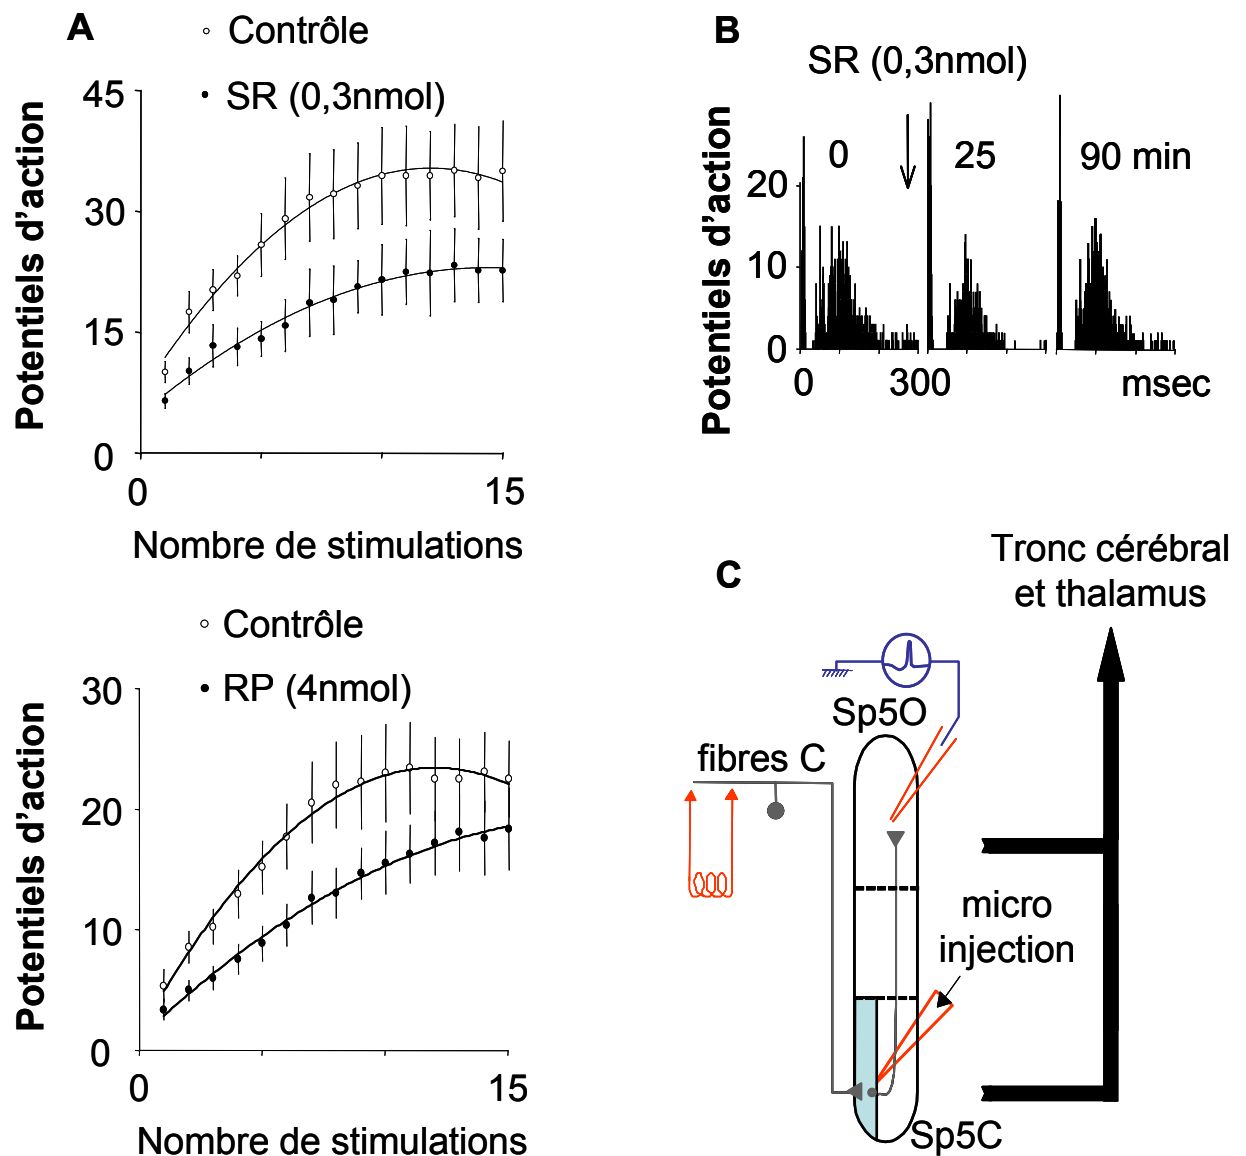 A
Contrôle
SR (0,3nmol)
45
30
15
0
Potentiels d’action
0
15
Nombre de stimulations
Contrôle
RP (4nmol)
30
20
10
0
Potentiels d’action
0
15
Nombre de stimulations
B
SR (0,3nmol)
0
25
90 min
20
10
0
Potentiels d’action
0
300
msec
C
Tronc cérébral
et thalamus
Sp5O
fibres C
micro
injection
Sp5C